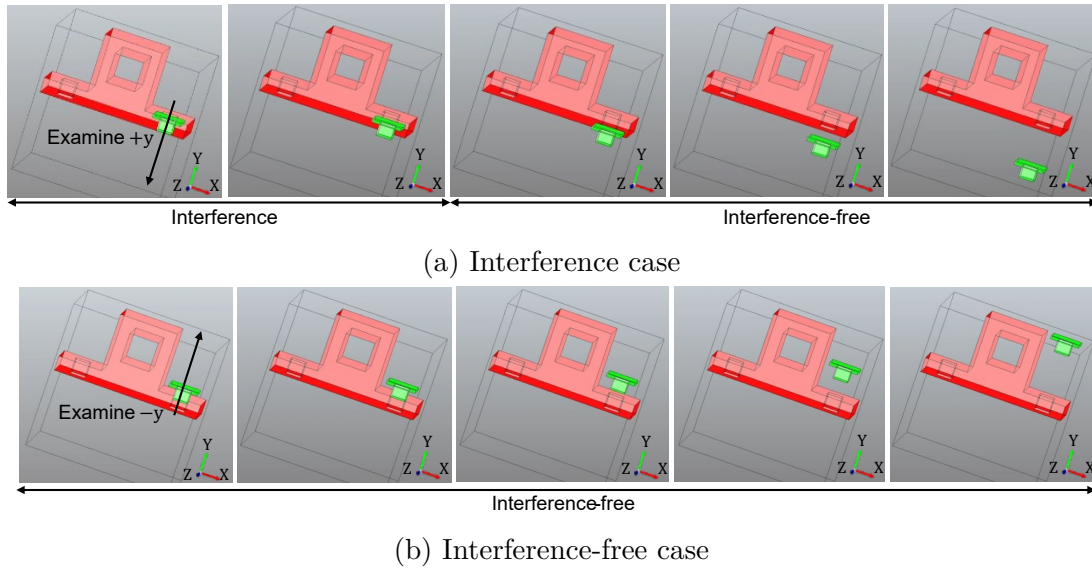 Examine +y
Y
Z X
Y
Z X
Y
Z X
Y
Z X
Y
Z X
Interference Interference-free
(a) Interference case
Examine −y
Y
Z X
Y
Z X
Y
Z X
Y
Z X
Y
Z X
Interference-free
(b) Interference-free case